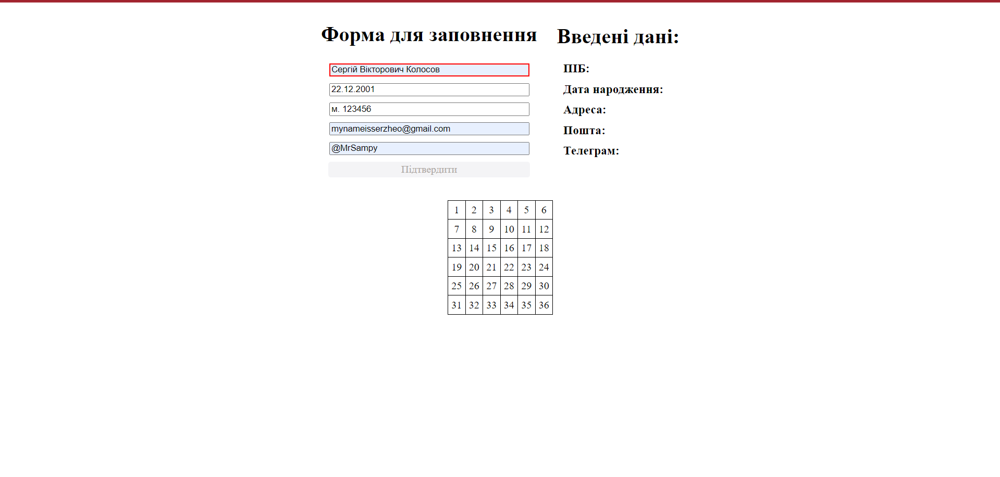 Форма для заповнення
Сергій Вікторович Колосов
22.12.2001
м. 123456
mynameisserzheo@gmail.com
@MrSampy
Підтвердити
Введені дані:
ПІБ:
Дата народження:
Адреса:
Пошта:
Телеграм:
1 2 3 4 5 6
7 8 9 10 11 12
13 14 15 16 17 18
19 20 21 22 23 24
25 26 27 28 29 30
31 32 33 34 35 36